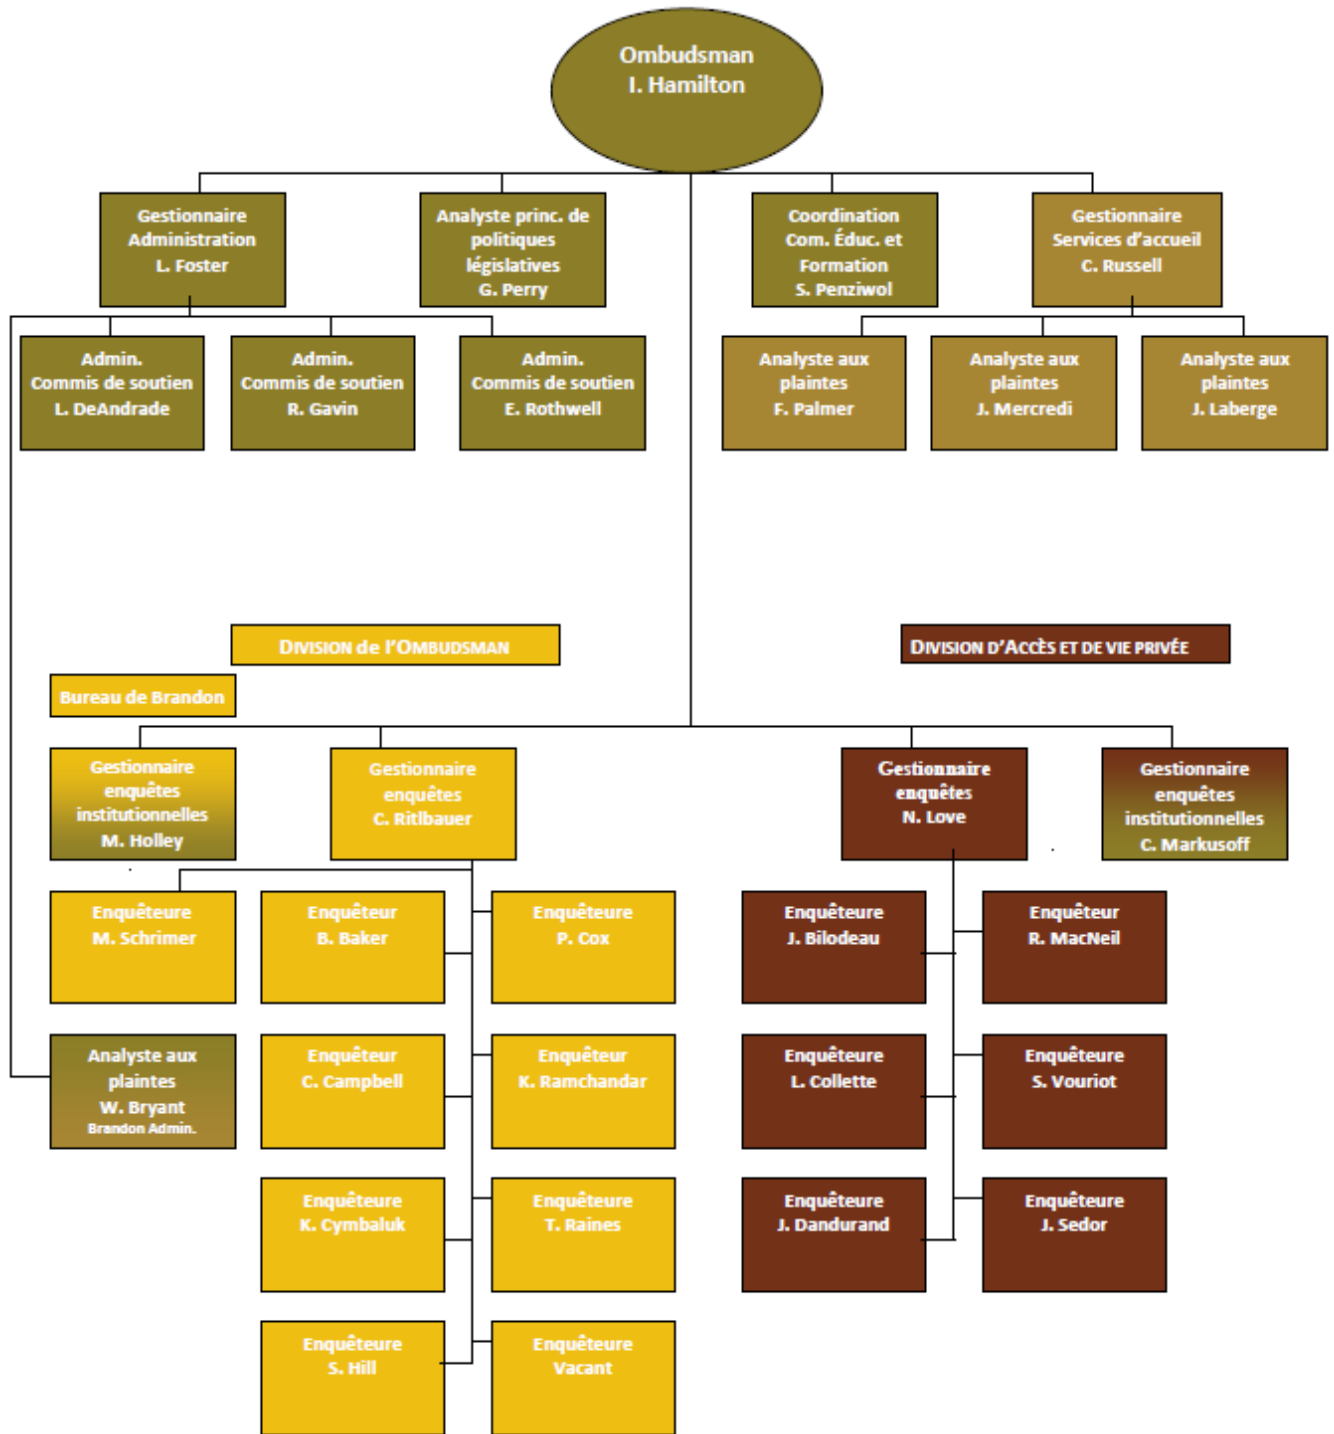 Ombudsman
I. Hamilton
Gestionnaire
Administration
L. Foster
Analyste princ. de
politiques
législatives
G. Perry
Coordination
Com. Éduc. et
Formation
S. Penziwol
Gestionnaire
Services d'accueil
C. Russell
Admin.
Commis de soutien
L. DeAndrade
Admin.
Commis de soutien
R. Gavin
Admin.
Commis de soutien
E. Rothwell
Analyste aux
plaintes
F. Palmer
Analyste aux
plaintes
J. Mercredi
Analyste aux
plaintes
J. Laberge
DIVISION de l'OMBUDSMAN
DIVISION D'ACCÈS ET DE VIE PRIVÉE
Bureau de Brandon
Gestionnaire
enquêtes
institutionnelles
M. Holley
Gestionnaire
enquêtes
C. Ritlbauer
Gestionnaire
enquêtes
N. Love
Gestionnaire
enquêtes
institutionnelles
C. Markusoff
Enquêteure
M. Schrimer
Enquêteur
B. Baker
Enquêteure
P. Cox
Enquêteure
J. Bilodeau
Enquêteur
R. MacNeil
Analyste aux
plaintes
W. Bryant
Brandon Admin.
Enquêteur
C. Campbell
Enquêteur
K. Ramchandar
Enquêteure
L. Collette
Enquêteure
S. Vouriot
Enquêteure
K. Cymbaluk
Enquêteure
T. Raines
Enquêteure
J. Dandurand
Enquêteure
J. Sedor
Enquêteure
S. Hill
Enquêteure
Vacant